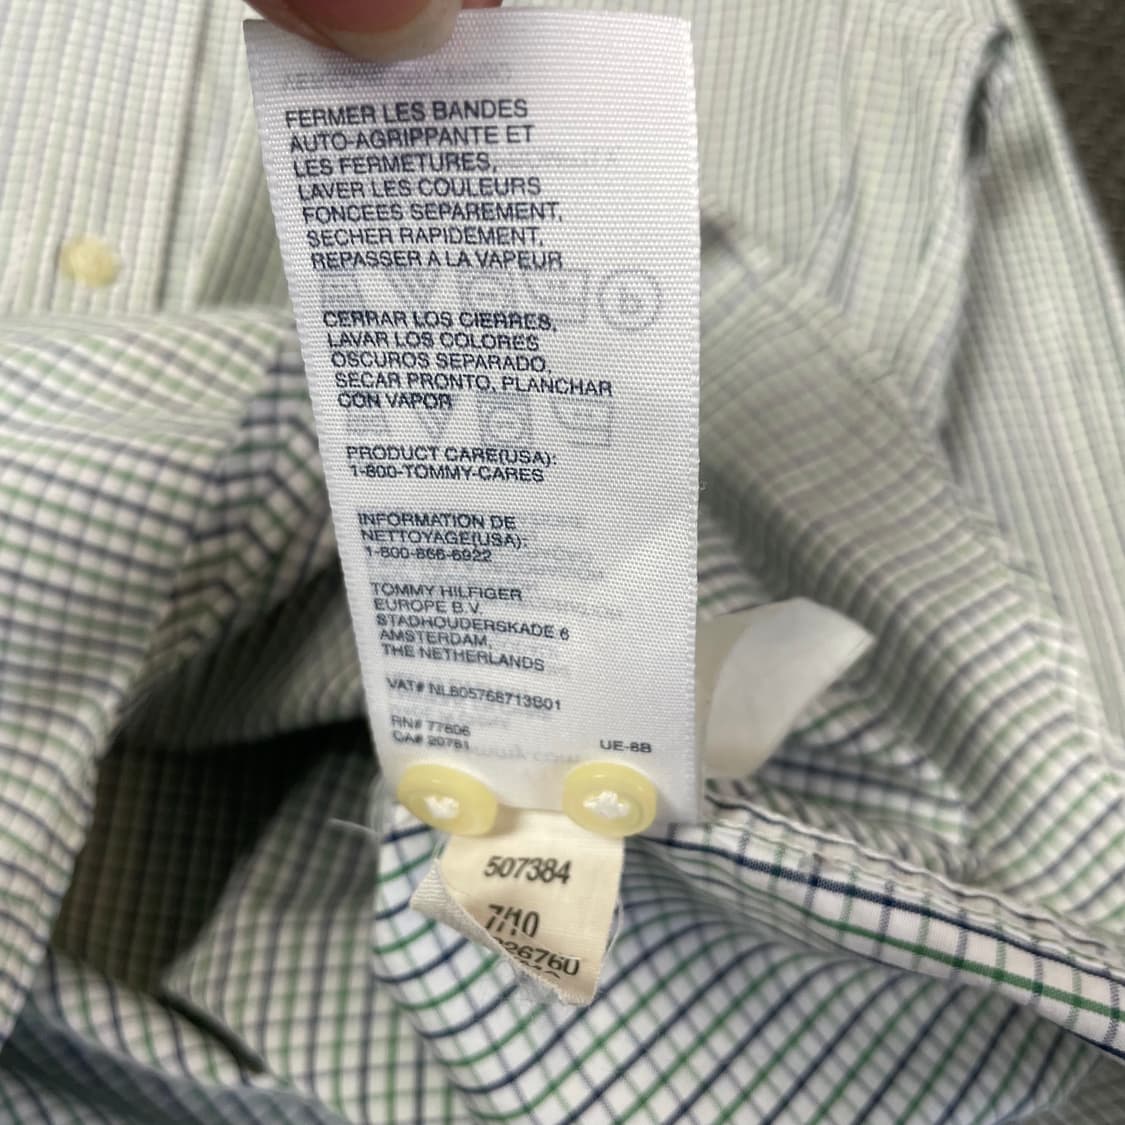 FERMER LES BANDES
AUTO-AGRIPPANTE ET
LES FERMETURES,
LAVER LES COULEURS
FONCEES SEPAREMENT,
SECHER RAPIDEMENT,
REPASSER A LA VAPEUR
CERRAR LOS CIERRES,
LAVAR LOS COLORES
OSCUROS SEPARADO,
SECAR PRONTO, PLANCHAR
CON VAPOR
PRODUCT CARE(USA):
1-800-TOMMY-CARES
INFORMATION DE
NETTOYAGE(USA):
1-800-866-6922
TOMMY HILFIGER
EUROPE B.V.
STADHOUDERSKADE 6
AMSTERDAM,
THE NETHERLANDS
VAT# NL805768713B01
RN# 77806
CA# 20761
UE-8B
507384
7/10